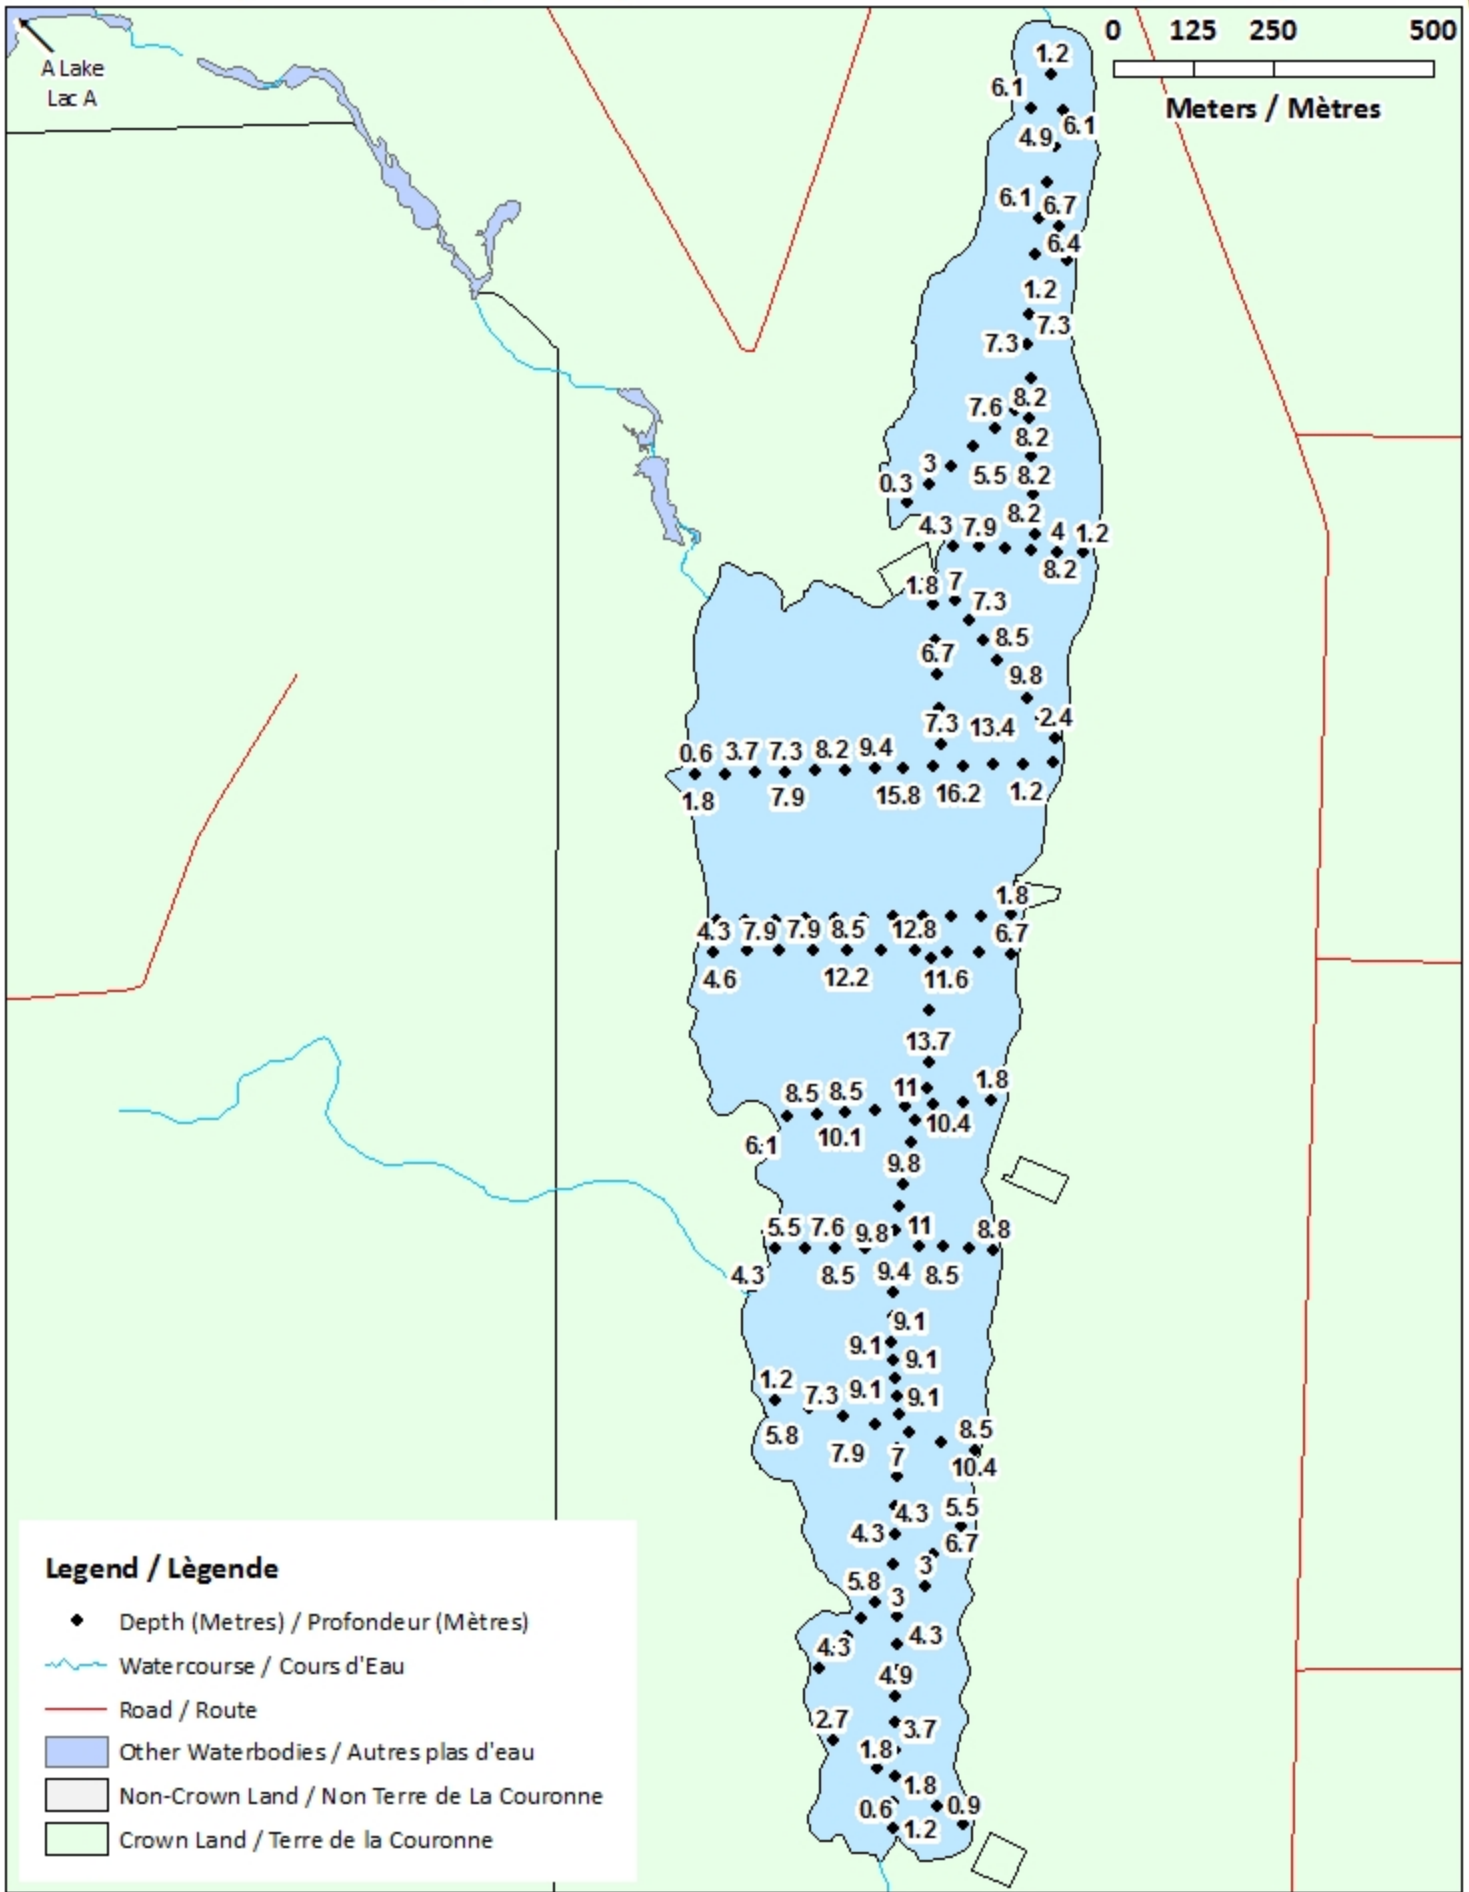 0 125 250 500
Meters / Mètres
A Lake
Lac A
1.2
6.1
6.1
4.9
6.1
6.7
6.4
1.2
7.3
7.3
8.2
7.6
8.2
3
5.5 8.2
0.3
8.2
4.3 7.9 4 1.2
8.2
1.8 7
7.3
8.5
6.7
9.8
2.4
7.3 13.4
0.6 3.7 7.3 8.2 9.4
1.8 7.9 15.8 16.2 1.2
1.8
4.3 7.9 7.9 8.5 12.8 6.7
4.6 12.2 11.6
13.7
8.5 8.5 11 1.8
10.4
6.1 10.1
9.8
5.5 7.6 9.8 11 8.8
4.3 8.5 9.4 8.5
9.1
9.1
9.1
1.2
7.3 9.1 9.1
5.8 8.5
7.9 7
10.4
4.3 5.5
4.3
6.7
3
5.8
3
4.3
4.3
4.9
2.7
3.7
1.8
1.8
0.6 0.9
1.2
Legend / Lègende
Depth (Metres) / Profondeur (Mètres)
Watercourse / Cours d'Eau
Road / Route
Other Waterbodies / Autres plas d'eau
Non-Crown Land / Non Terre de La Couronne
Crown Land / Terre de la Couronne